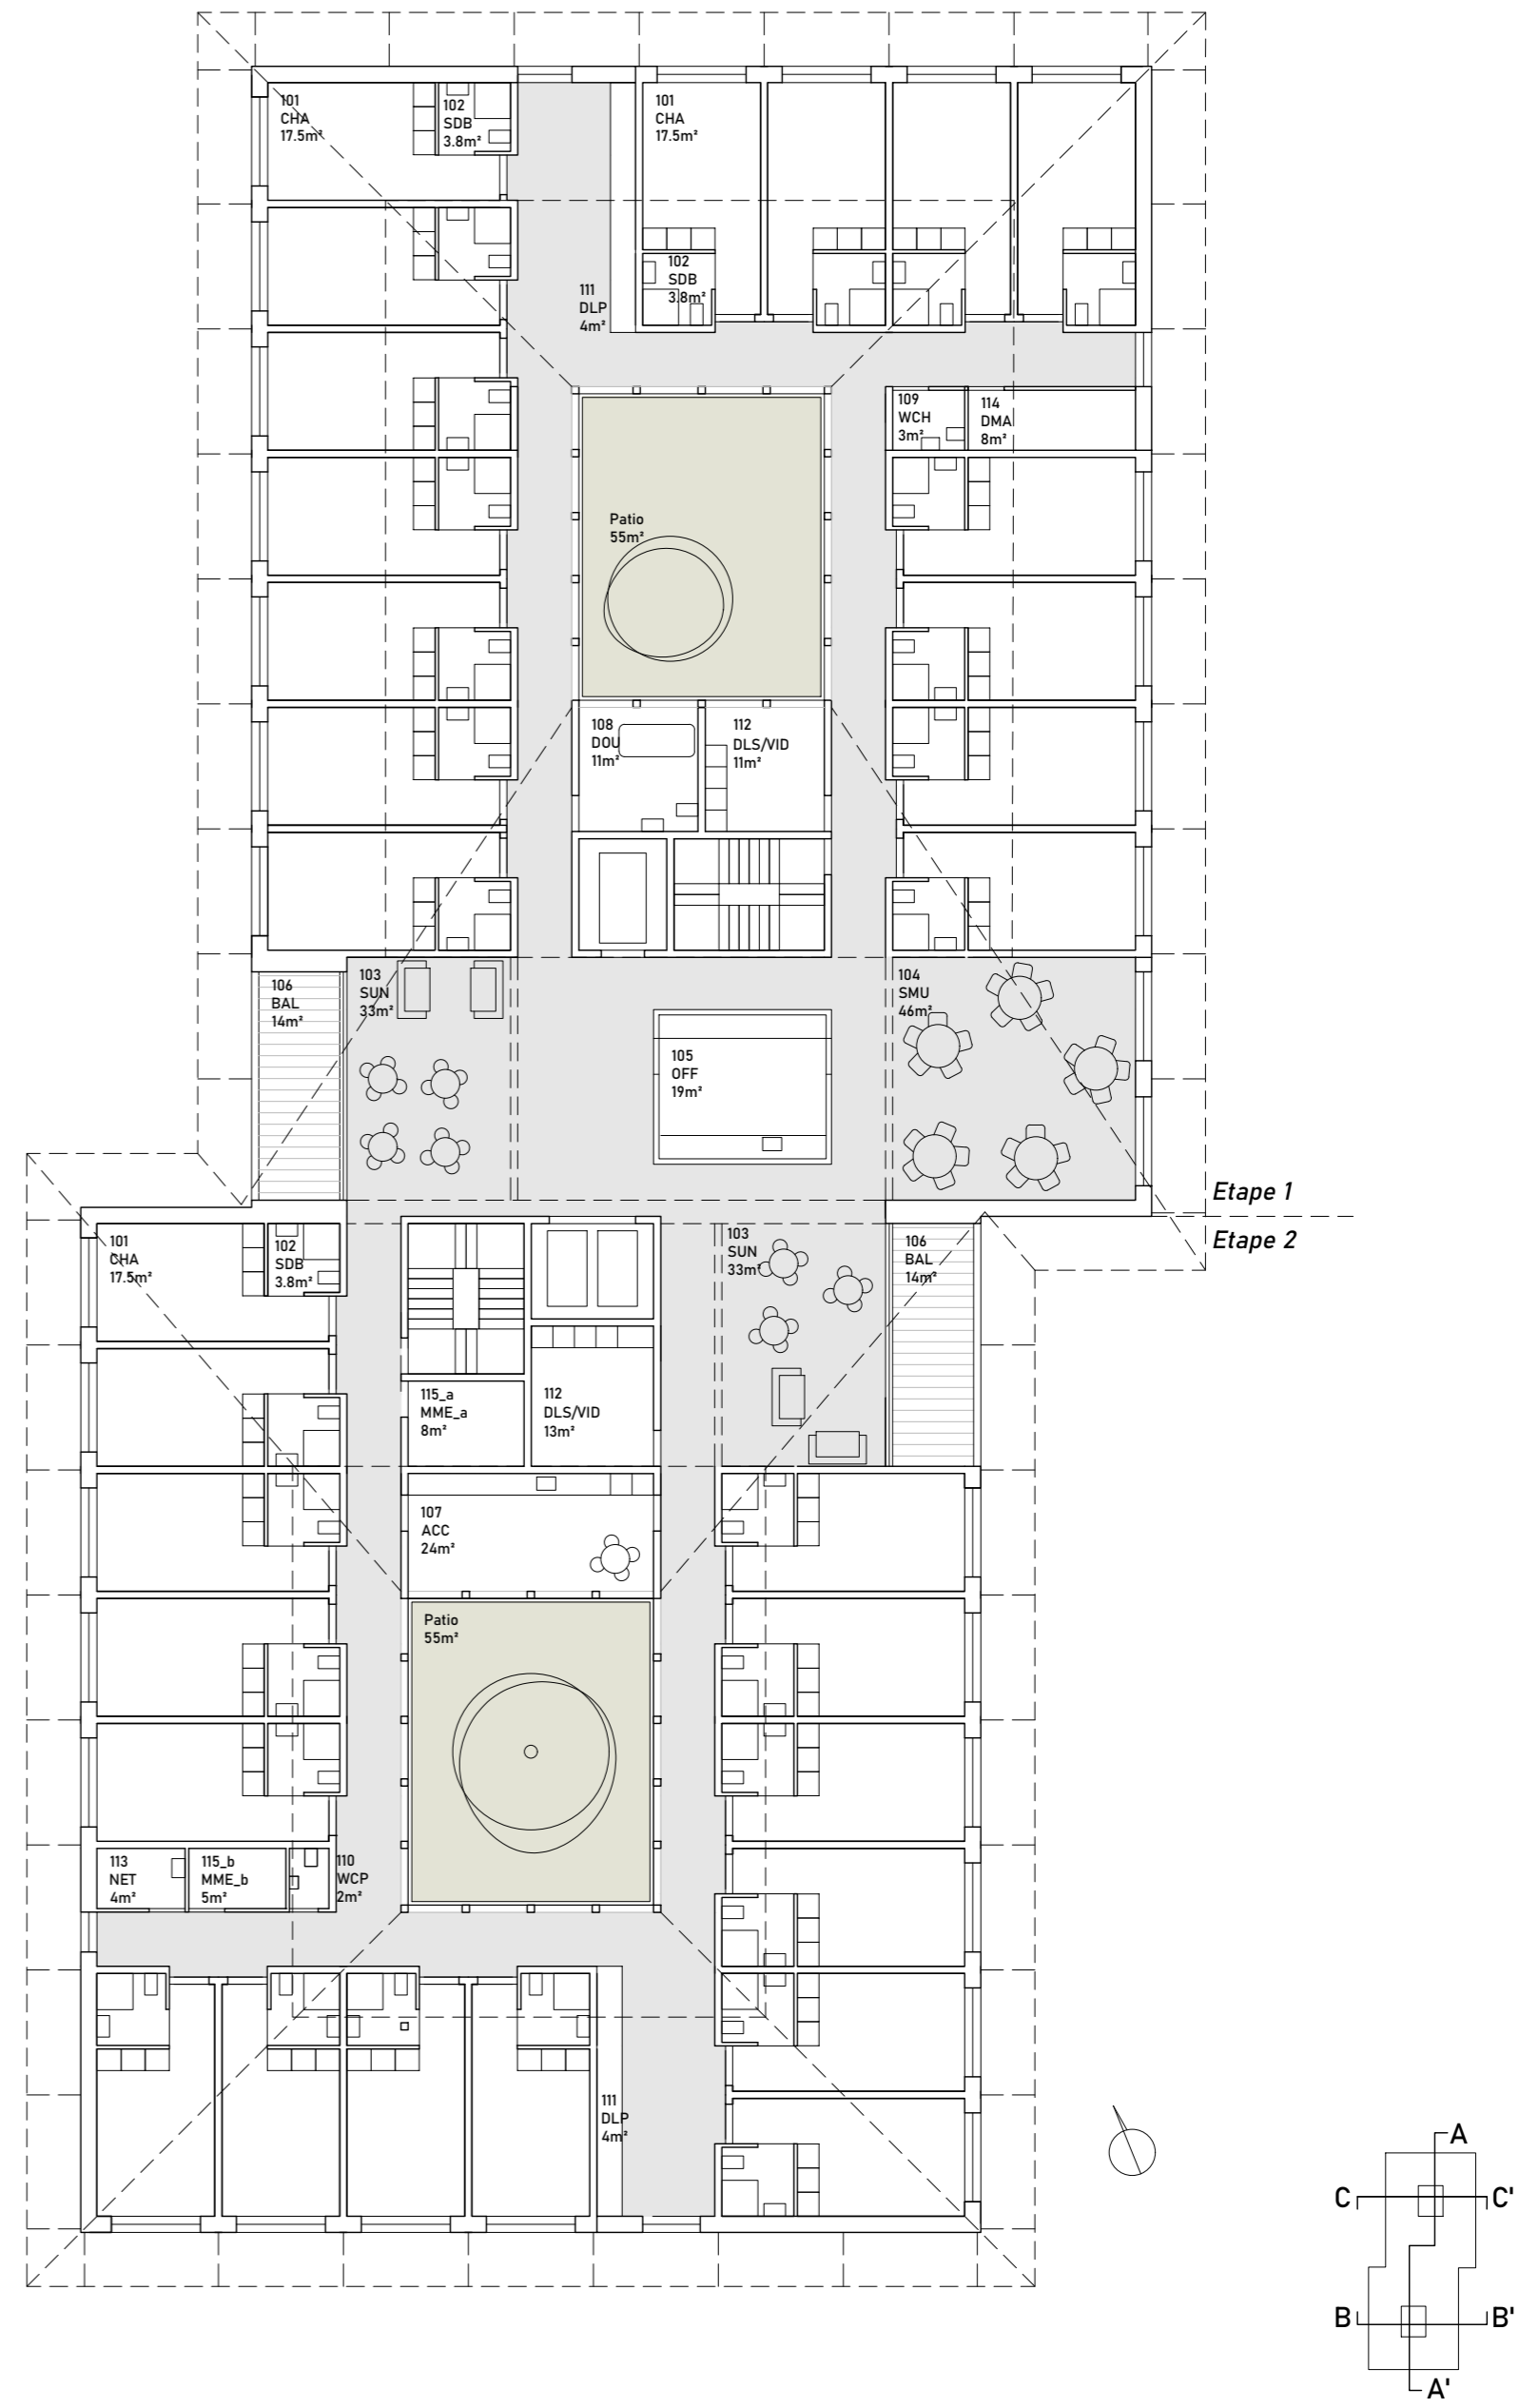 101
CHA
17.5m²
102
SDB
3.8m²
101
CHA
17.5m²
102
SDB
3.8m²
111
DLP
4m²
109
WCH
3m²
114
DMA
8m²
Patio
55m²
108
DOU
11m²
112
DLS/VID
11m²
106
BAL
14m²
103
SUN
33m²
104
SMU
46m²
105
OFF
19m²
Etape 1
Etape 2
101
CHA
17.5m²
102
SDB
3.8m²
103
SUN
33m²
106
BAL
14m²
115_a
MME_a
8m²
112
DLS/VID
13m²
107
ACC
24m²
Patio
55m²
113
NET
4m²
115_b
MME_b
5m²
110
WCP
2m²
111
DLP
4m²
A
C C'
B B'
A'